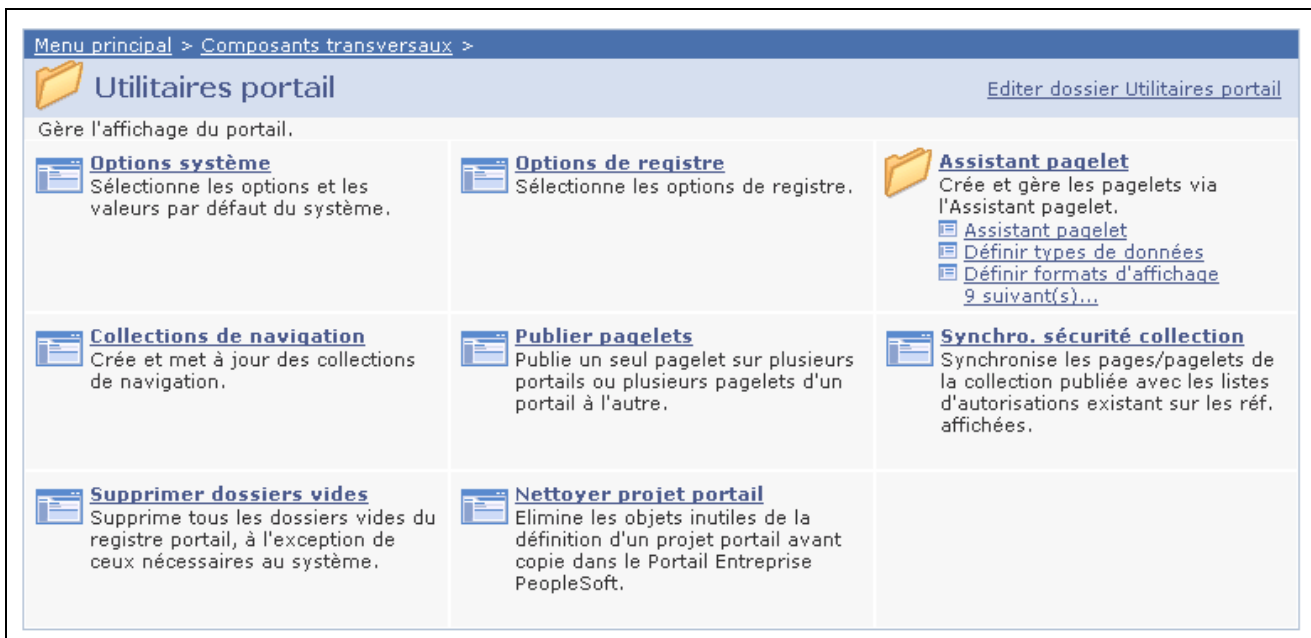 Menu principal > Composants transversaux >
Utilitaires portail
Editer dossier Utilitaires portail
Gère l'affichage du portail.
Options système
Sélectionne les options et les
valeurs par défaut du système.
Options de registre
Sélectionne les options de registre.
Assistant pagelet
Crée et gère les pagelets via
l'Assistant pagelet.
Assistant pagelet
Définir types de données
Définir formats d'affichage
9 suivant(s)...
Collections de navigation
Crée et met à jour des collections
de navigation.
Publier pagelets
Publie un seul pagelet sur plusieurs
portails ou plusieurs pagelets d'un
portail à l'autre.
Synchro. sécurité collection
Synchronise les pages/pagelets de
la collection publiée avec les listes
d'autorisations existant sur les réf.
affichées.
Supprimer dossiers vides
Supprime tous les dossiers vides du
registre portail, à l'exception de
ceux nécessaires au système.
Nettoyer projet portail
Elimine les objets inutiles de la
définition d'un projet portail avant
copie dans le Portail Entreprise
PeopleSoft.